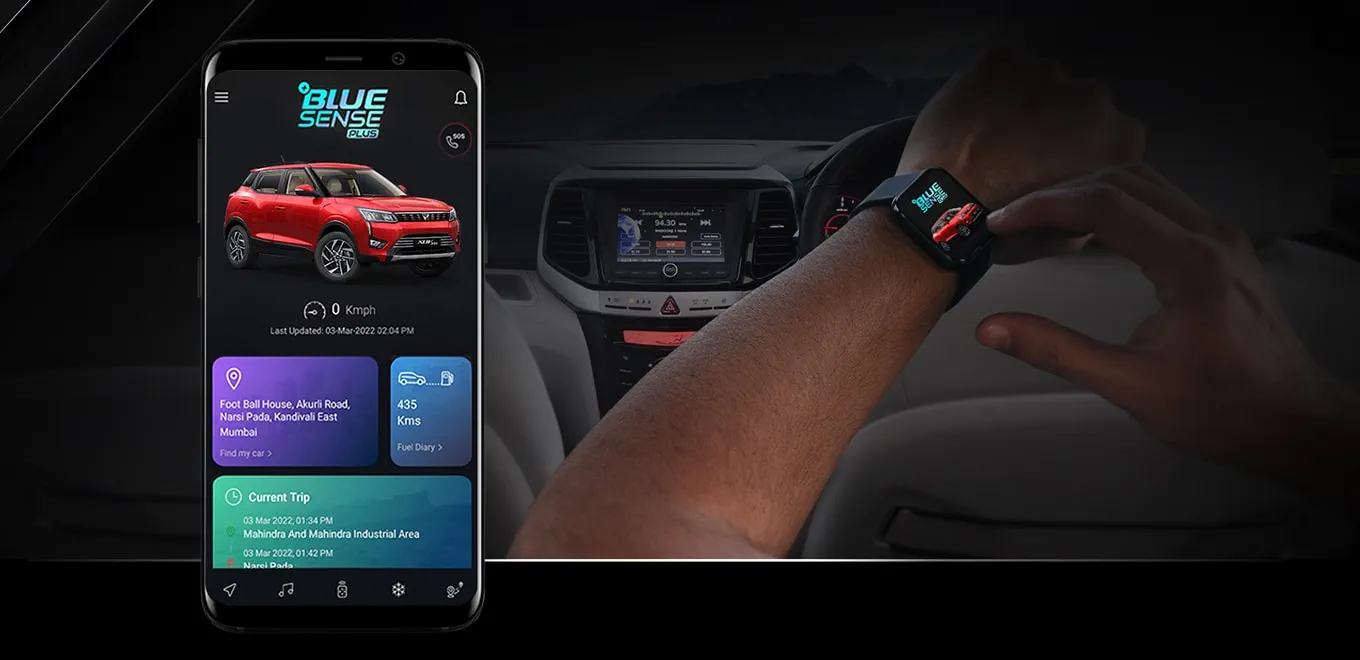 BLUE
SENSE
PLUS
SOS
0 Kmph
Last Updated: 03-Mar-2022 02:04 PM
Foot Ball House, Akurli Road,
Narsi Pada, Kandivali East
Mumbai
Find my car >
435
Kms
Fuel Diary >
Current Trip
03 Mar 2022, 01:34 PM
Mahindra And Mahindra Industrial Area
03 Mar 2022, 01:42 PM
Narsi Pada
94.30
BLUE
SENSE